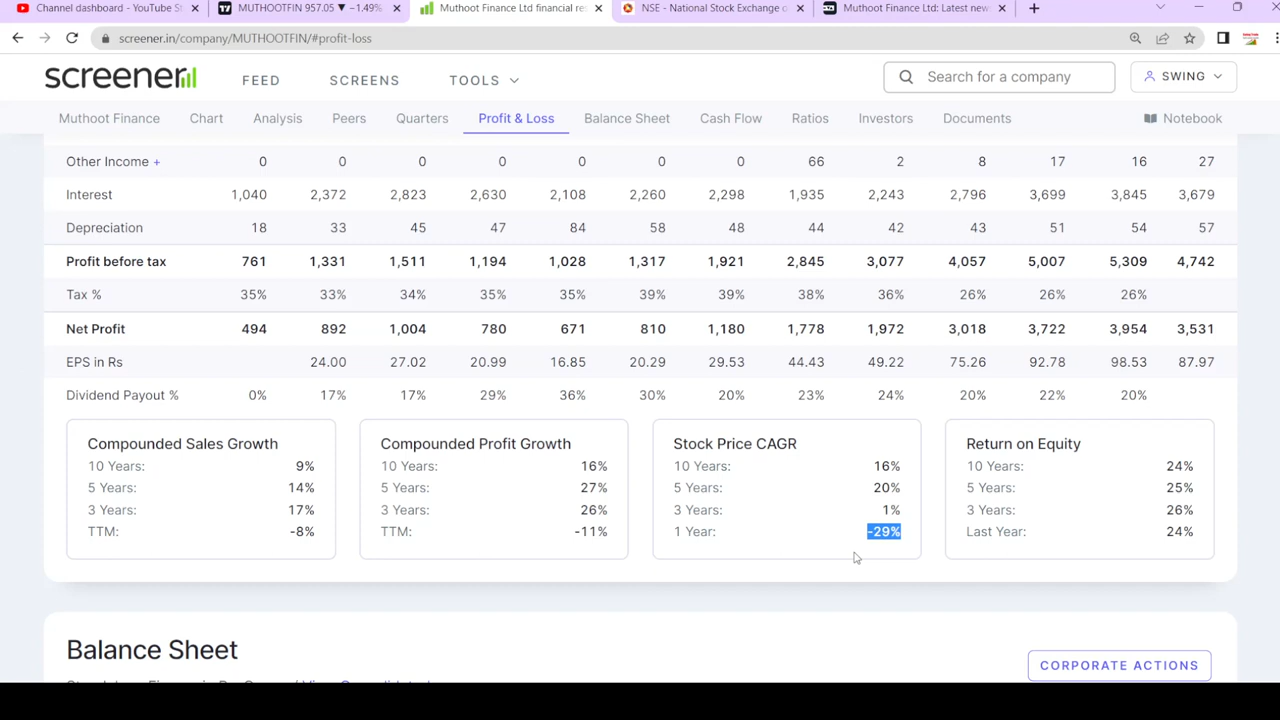 Channel dashboard - YouTube St
MUTHOOTFIN 957.05 ▼ −1.49%
Muthoot Finance Ltd financial re
NSE - National Stock Exchange o
Muthoot Finance Ltd: Latest new
screener.in/company/MUTHOOTFIN/#profit-loss
screener FEED SCREENS TOOLS Search for a company SWING
Muthoot Finance Chart Analysis Peers Quarters Profit & Loss Balance Sheet Cash Flow Ratios Investors Documents Notebook
Other Income + 0 0 0 0 0 0 0 66 2 8 17 16 27
Interest 1,040 2,372 2,823 2,630 2,108 2,260 2,298 1,935 2,243 2,796 3,699 3,845 3,679
Depreciation 18 33 45 47 84 58 48 44 42 43 51 54 57
Profit before tax 761 1,331 1,511 1,194 1,028 1,317 1,921 2,845 3,077 4,057 5,007 5,309 4,742
Tax % 35% 33% 34% 35% 35% 39% 39% 38% 36% 26% 26% 26%
Net Profit 494 892 1,004 780 671 810 1,180 1,778 1,972 3,018 3,722 3,954 3,531
EPS in Rs 24.00 27.02 20.99 16.85 20.29 29.53 44.43 49.22 75.26 92.78 98.53 87.97
Dividend Payout % 0% 17% 17% 29% 36% 30% 20% 23% 24% 20% 22% 20%
Compounded Sales Growth
10 Years: 9%
5 Years: 14%
3 Years: 17%
TTM: -8%
Compounded Profit Growth
10 Years: 16%
5 Years: 27%
3 Years: 26%
TTM: -11%
Stock Price CAGR
10 Years: 16%
5 Years: 20%
3 Years: 1%
1 Year: -29%
Return on Equity
10 Years: 24%
5 Years: 25%
3 Years: 26%
Last Year: 24%
Balance Sheet
CORPORATE ACTIONS